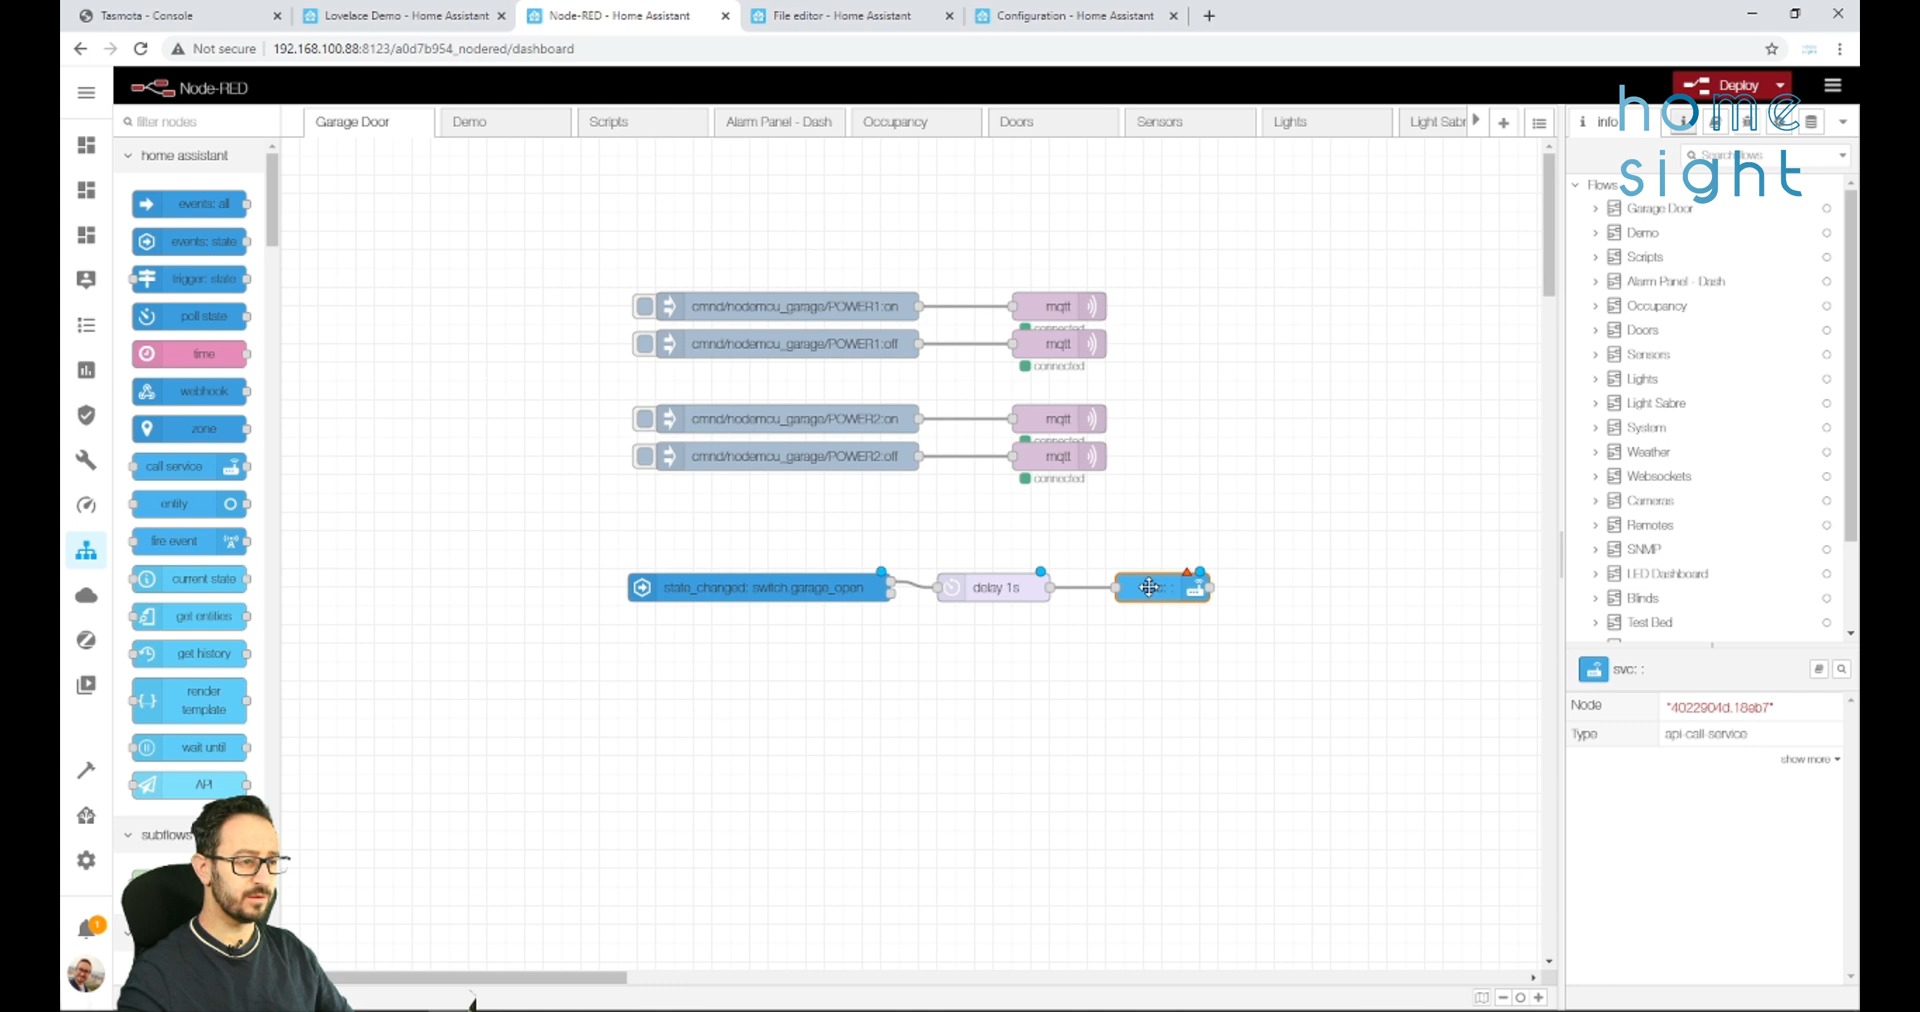 Tasmota - Console
Lovelace Demo - Home Assistant
Node-RED - Home Assistant
File editor - Home Assistant
Configuration - Home Assistant
Not secure
192.168.100.88:8123/a0d7b954_nodered/dashboard
Node-RED
Deploy
home
sight
filter nodes
Garage Door
Demo
Scripts
Alarm Panel - Dash
Occupancy
Doors
Sensors
Lights
Light Sabr
info
Search flows
home assistant
events: all
events: state
trigger: state
poll state
time
webhook
zone
call service
entity
fire event
current state
get entities
get history
render
template
wait until
API
subflows
cmnd/nodemcu_garage/POWER1:on
mqtt
connected
cmnd/nodemcu_garage/POWER1:off
mqtt
connected
cmnd/nodemcu_garage/POWER2:on
mqtt
connected
cmnd/nodemcu_garage/POWER2:off
mqtt
connected
state_changed: switch.garage_open
delay 1s
Flows
Garage Door
Demo
Scripts
Alarm Panel - Dash
Occupancy
Doors
Sensors
Lights
Light Sabre
System
Weather
Websockets
Cameras
Remotes
SNMP
LED Dashboard
Blinds
Test Bed
svc: :
Node
"4022904d.18eb7"
Type
api-call-service
show more
1